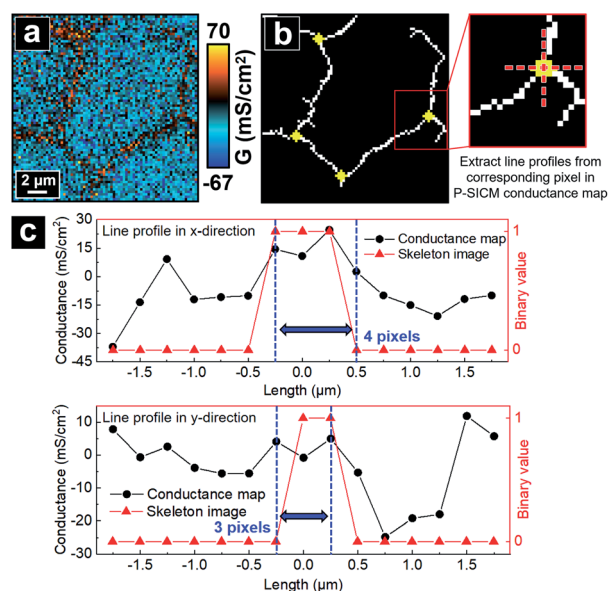 a
2 μm
70
G (mS/cm²)
-67
b
Extract line profiles from
corresponding pixel in
P-SICM conductance map
c
Line profile in x-direction
Conductance map
Skeleton image
4 pixels
Conductance (mS/cm²)
30
15
0
-15
-30
-45
Binary value
1
0
-1.5 -1.0 -0.5 0.0 0.5 1.0 1.5
Length (μm)
Line profile in y-direction
Conductance map
Skeleton image
3 pixels
Conductance (mS/cm²)
10
0
-10
-20
-30
Binary value
1
0
-1.5 -1.0 -0.5 0.0 0.5 1.0 1.5
Length (μm)